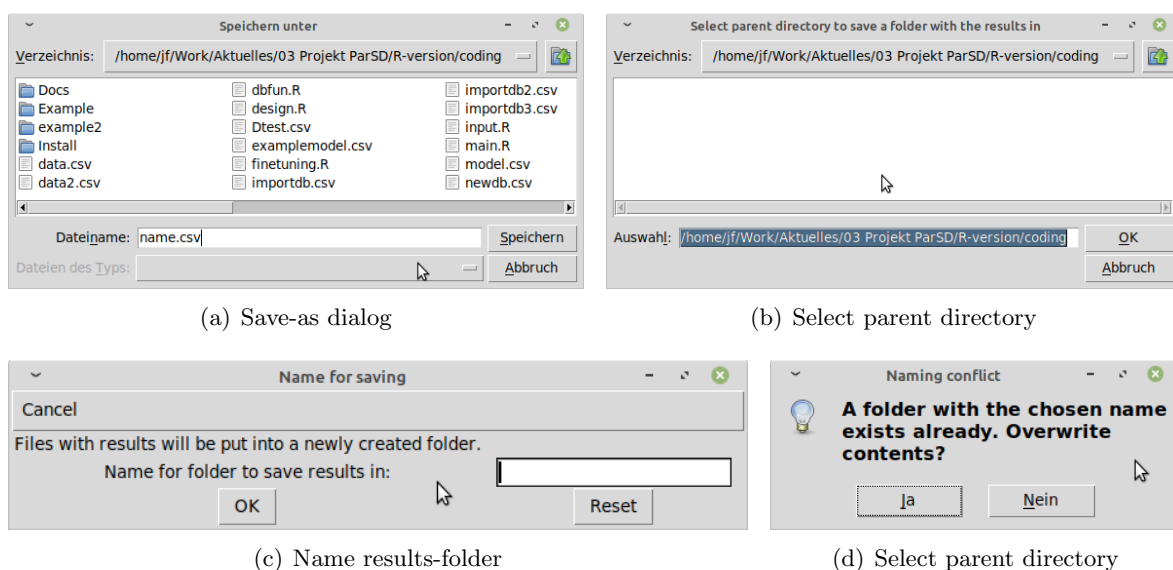 Speichern unter
Verzeichnis: /home/jf/Work/Aktuelles/03 Projekt ParSD/R-version/coding
Docs dbfun.R importdb2.csv
Example design.R importdb3.csv
example2 Dtest.csv input.R
Install examplemodel.csv main.R
data.csv finetuning.R model.csv
data2.csv importdb.csv newdb.csv
Dateiname: name.csv Speichern
Dateien des Typs: Abbruch
(a) Save-as dialog
Select parent directory to save a folder with the results in
Verzeichnis: /home/jf/Work/Aktuelles/03 Projekt ParSD/R-version/coding
Auswahl: /home/jf/Work/Aktuelles/03 Projekt ParSD/R-version/coding OK
Abbruch
(b) Select parent directory
Name for saving
Cancel
Files with results will be put into a newly created folder.
Name for folder to save results in:
OK Reset
(c) Name results-folder
Naming conflict
A folder with the chosen name
exists already. Overwrite
contents?
Ja Nein
(d) Select parent directory